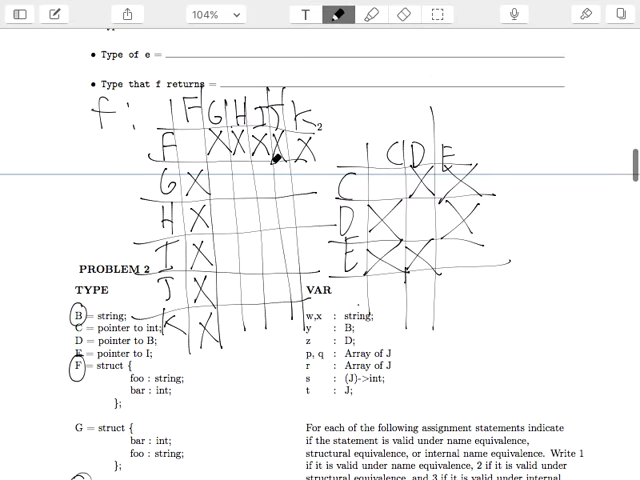 104%
T
• Type of e =
• Type that f returns =
f: F G H I J K
2
F X X X X X
C D E
G X
C X X
H X
D X X
I X
E X X
PROBLEM 2
J X
TYPE VAR
K X
B = string; w,x : string;
C = pointer to int; y : B;
D = pointer to B; z : D;
E = pointer to I; p, q : Array of J
F = struct { r : Array of J
foo : string; s : (J)->int;
bar : int; t : J;
};
G = struct { For each of the following assignment statements indicate
bar : int; if the statement is valid under name equivalence,
foo : string; structural equivalence, or internal name equivalence. Write 1
}; if it is valid under name equivalence, 2 if it is valid under
structural equivalence, and 3 if it is valid under internal